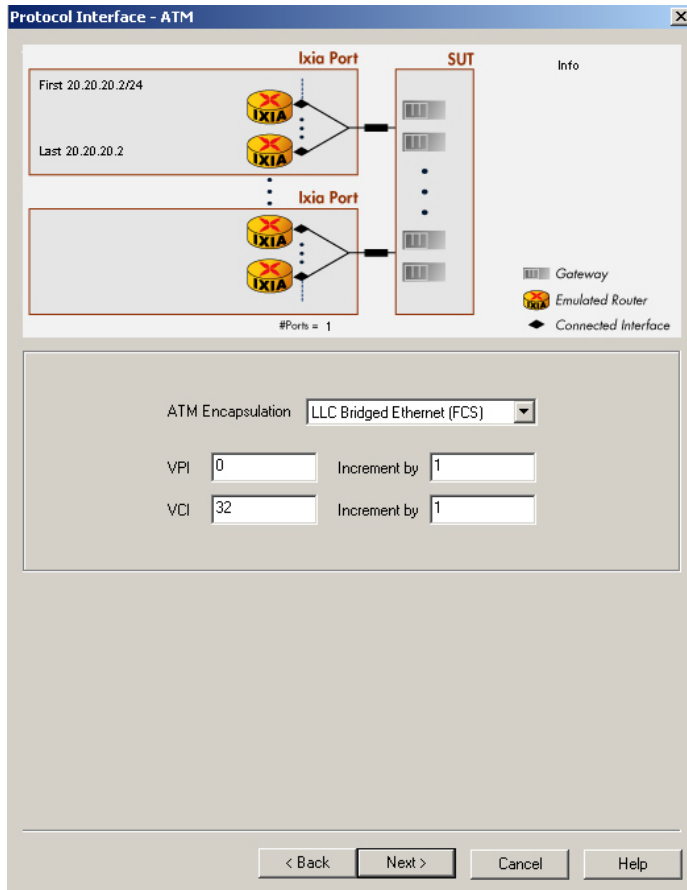 Protocol Interface - ATM
Ixia Port
SUT
Info
First 20.20.20.2/24
IXIA
Last 20.20.20.2
IXIA
Ixia Port
IXIA
IXIA
Gateway
IXIA Emulated Router
#Ports = 1
Connected Interface
ATM Encapsulation LLC Bridged Ethernet (FCS)
VPI 0 Increment by 1
VCI 32 Increment by 1
< Back Next > Cancel Help